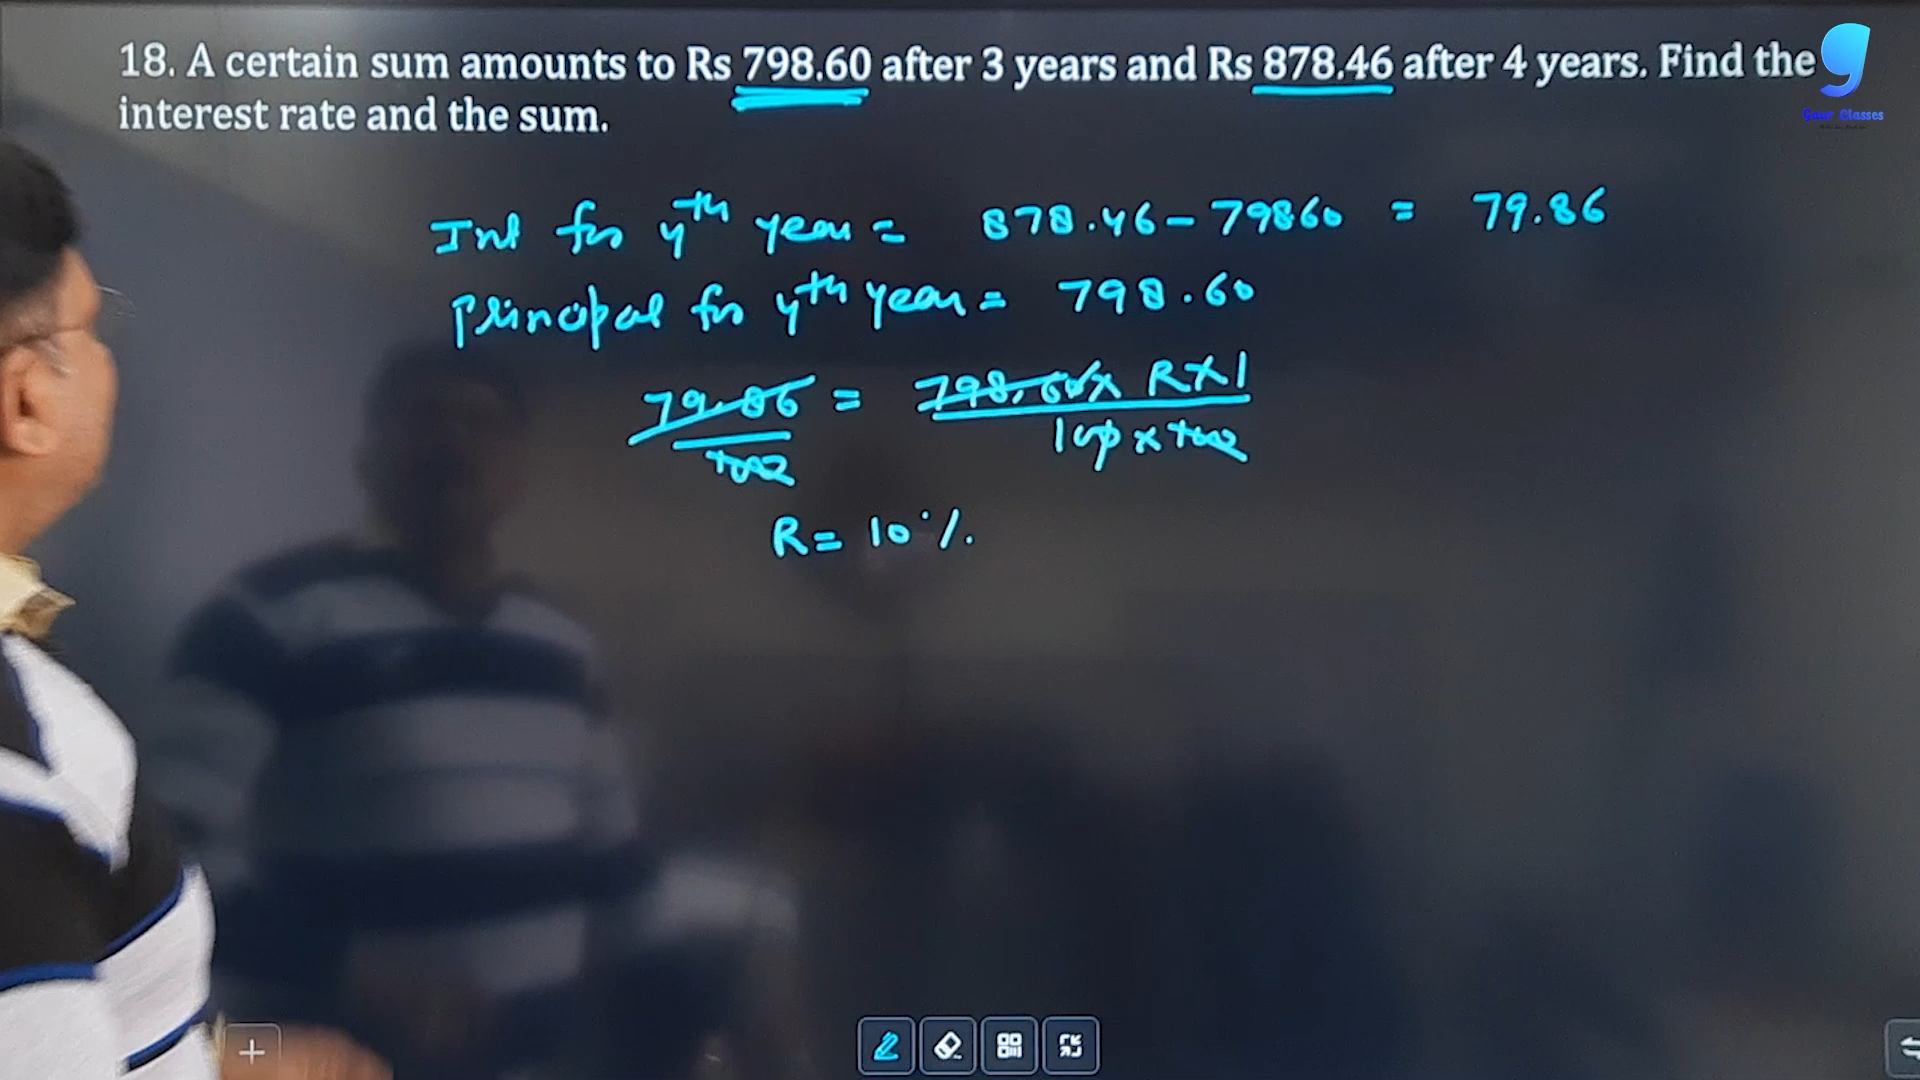 18. A certain sum amounts to Rs 798.60 after 3 years and Rs 878.46 after 4 years. Find the
interest rate and the sum.
Gaur Classes
Int for 4th year = 878.46 - 79860 = 79.86
Principal for 4th year = 798.60
79.86 = 798.60 x R x 1
100 100 x 100
R = 10%.